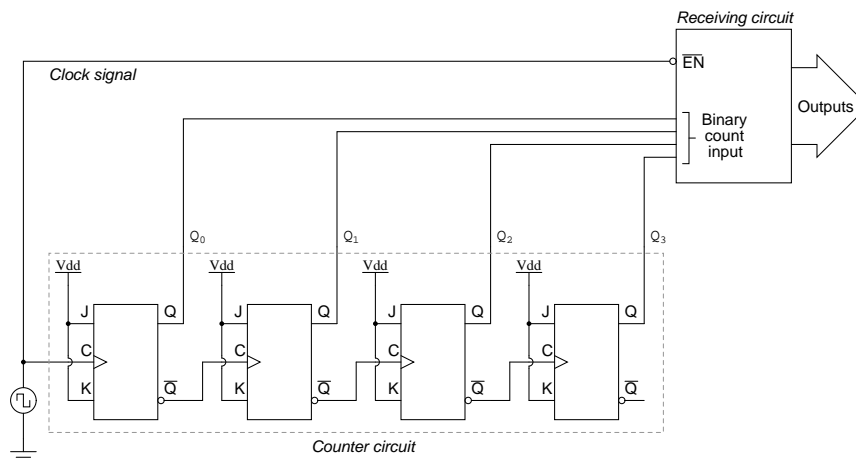 Receiving circuit
Clock signal
EN
Binary
count
input
Outputs
Q0 Q1 Q2 Q3
Vdd Vdd Vdd Vdd
J Q J Q J Q J Q
C C C C
K Q K Q K Q K Q
Counter circuit